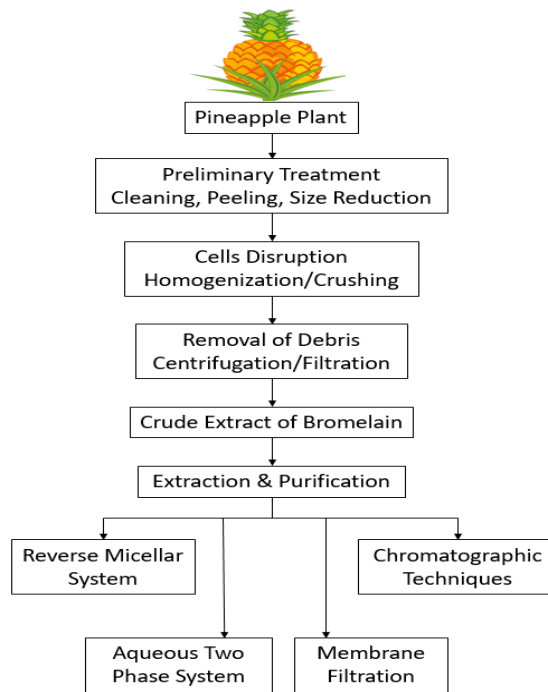 Pineapple Plant
Preliminary Treatment
Cleaning, Peeling, Size Reduction
Cells Disruption
Homogenization/Crushing
Removal of Debris
Centrifugation/Filtration
Crude Extract of Bromelain
Extraction & Purification
Reverse Micellar
System
Chromatographic
Techniques
Aqueous Two
Phase System
Membrane
Filtration